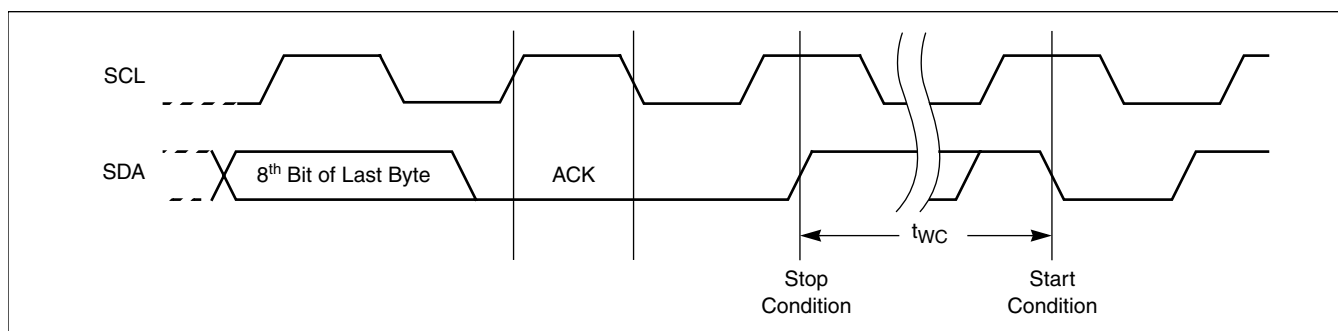 SCL
SDA
8th Bit of Last Byte
ACK
tWC
Stop
Condition
Start
Condition